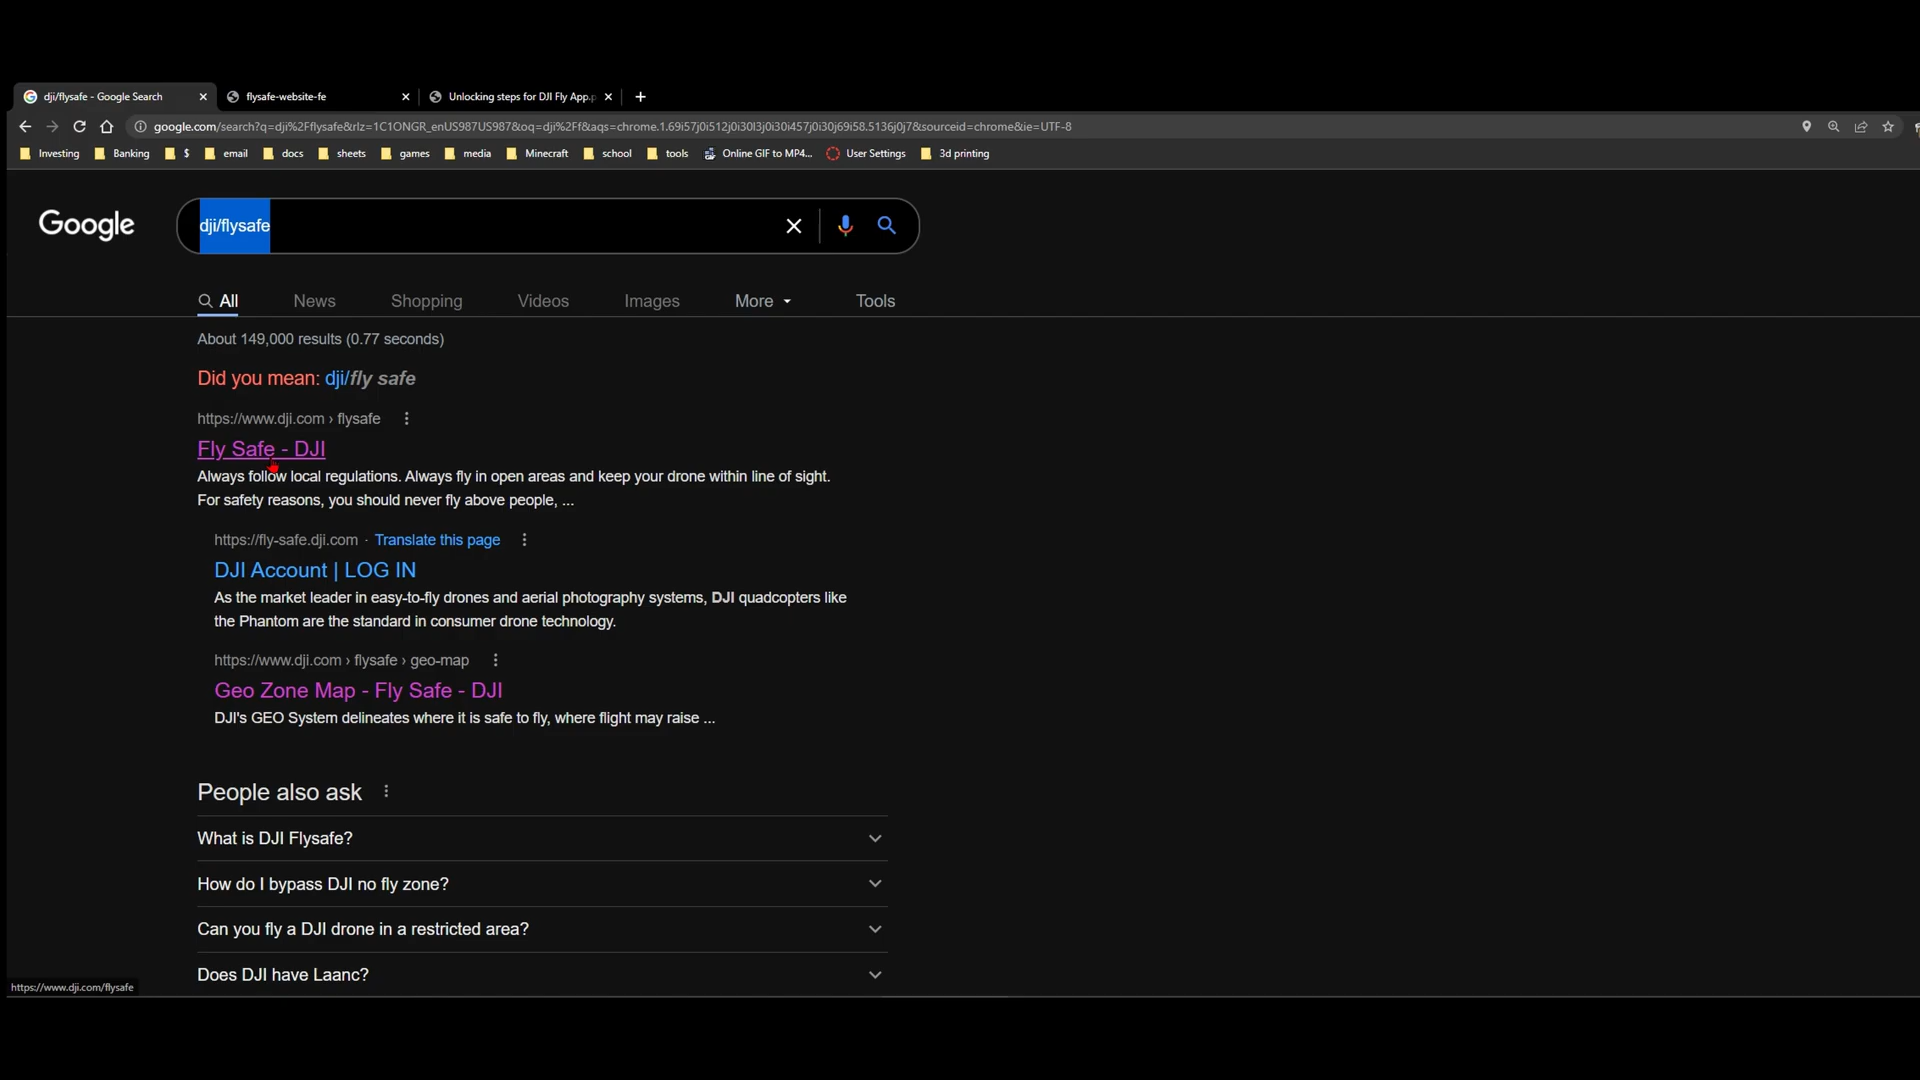 dji/flysafe - Google Search
flysafe-website-fe
Unlocking steps for DJI Fly App.p
google.com/search?q=dji%2Fflysafe&rlz=1C1ONGR_enUS987US987&oq=dji%2Ff&aqs=chrome.1.69i57j0i512j0i30l3j0i30i457j0i30j69i58.5136j0j7&sourceid=chrome&ie=UTF-8
Investing Banking $ email docs sheets games media Minecraft school tools Online GIF to MP4... User Settings 3d printing
Google
dji/flysafe
All News Shopping Videos Images More Tools
About 149,000 results (0.77 seconds)
Did you mean: dji/fly safe
https://www.dji.com › flysafe
Fly Safe - DJI
Always follow local regulations. Always fly in open areas and keep your drone within line of sight.
For safety reasons, you should never fly above people, ...
https://fly-safe.dji.com · Translate this page
DJI Account | LOG IN
As the market leader in easy-to-fly drones and aerial photography systems, DJI quadcopters like
the Phantom are the standard in consumer drone technology.
https://www.dji.com › flysafe › geo-map
Geo Zone Map - Fly Safe - DJI
DJI's GEO System delineates where it is safe to fly, where flight may raise ...
People also ask
What is DJI Flysafe?
How do I bypass DJI no fly zone?
Can you fly a DJI drone in a restricted area?
Does DJI have Laanc?
https://www.dji.com/flysafe